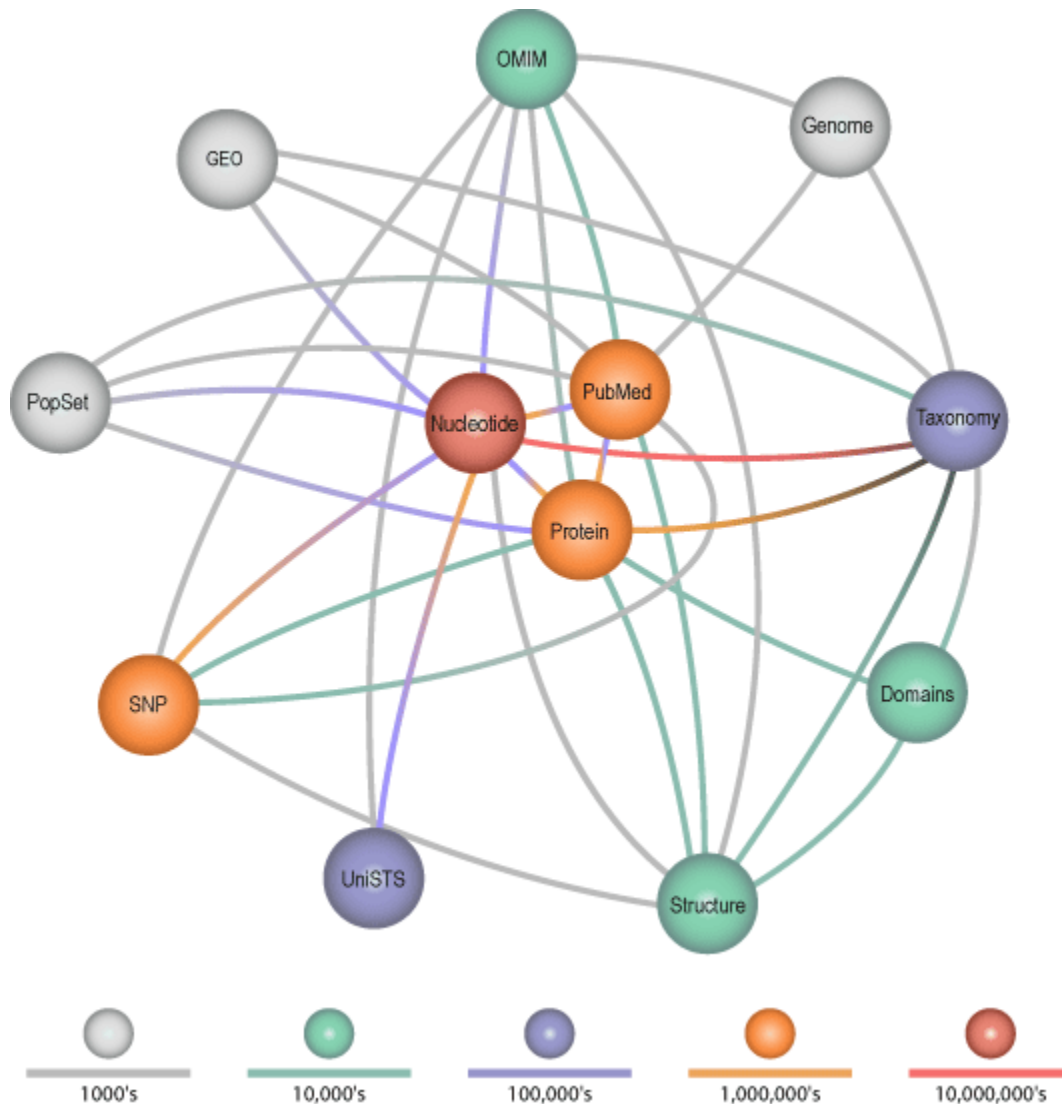 OMIM
Genome
GEO
PopSet
PubMed
Nucleotide
Taxonomy
Protein
SNP
Domains
UniSTS
Structure
1000's
10,000's
100,000's
1,000,000's
10,000,000's